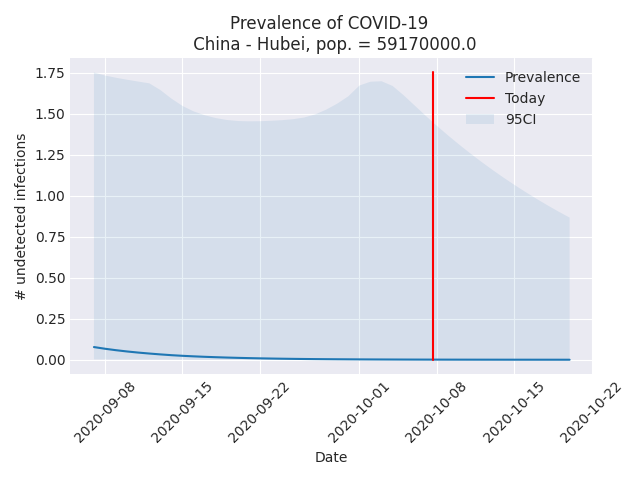 Prevalence of COVID-19
China - Hubei, pop. = 59170000.0
Prevalence
Today
95CI
# undetected infections
1.75
1.50
1.25
1.00
0.75
0.50
0.25
0.00
2020-09-08
2020-09-15
2020-09-22
2020-10-01
2020-10-08
2020-10-15
2020-10-22
Date